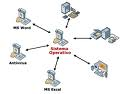 MS Word
Sistema
Operativo
Antivirus
MS Excel